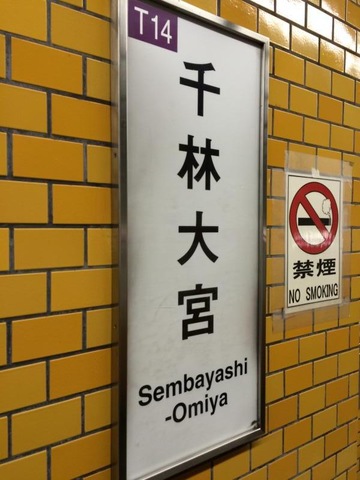 T14
千林大宮
Sembayashi
-Omiya
禁煙
NO SMOKING